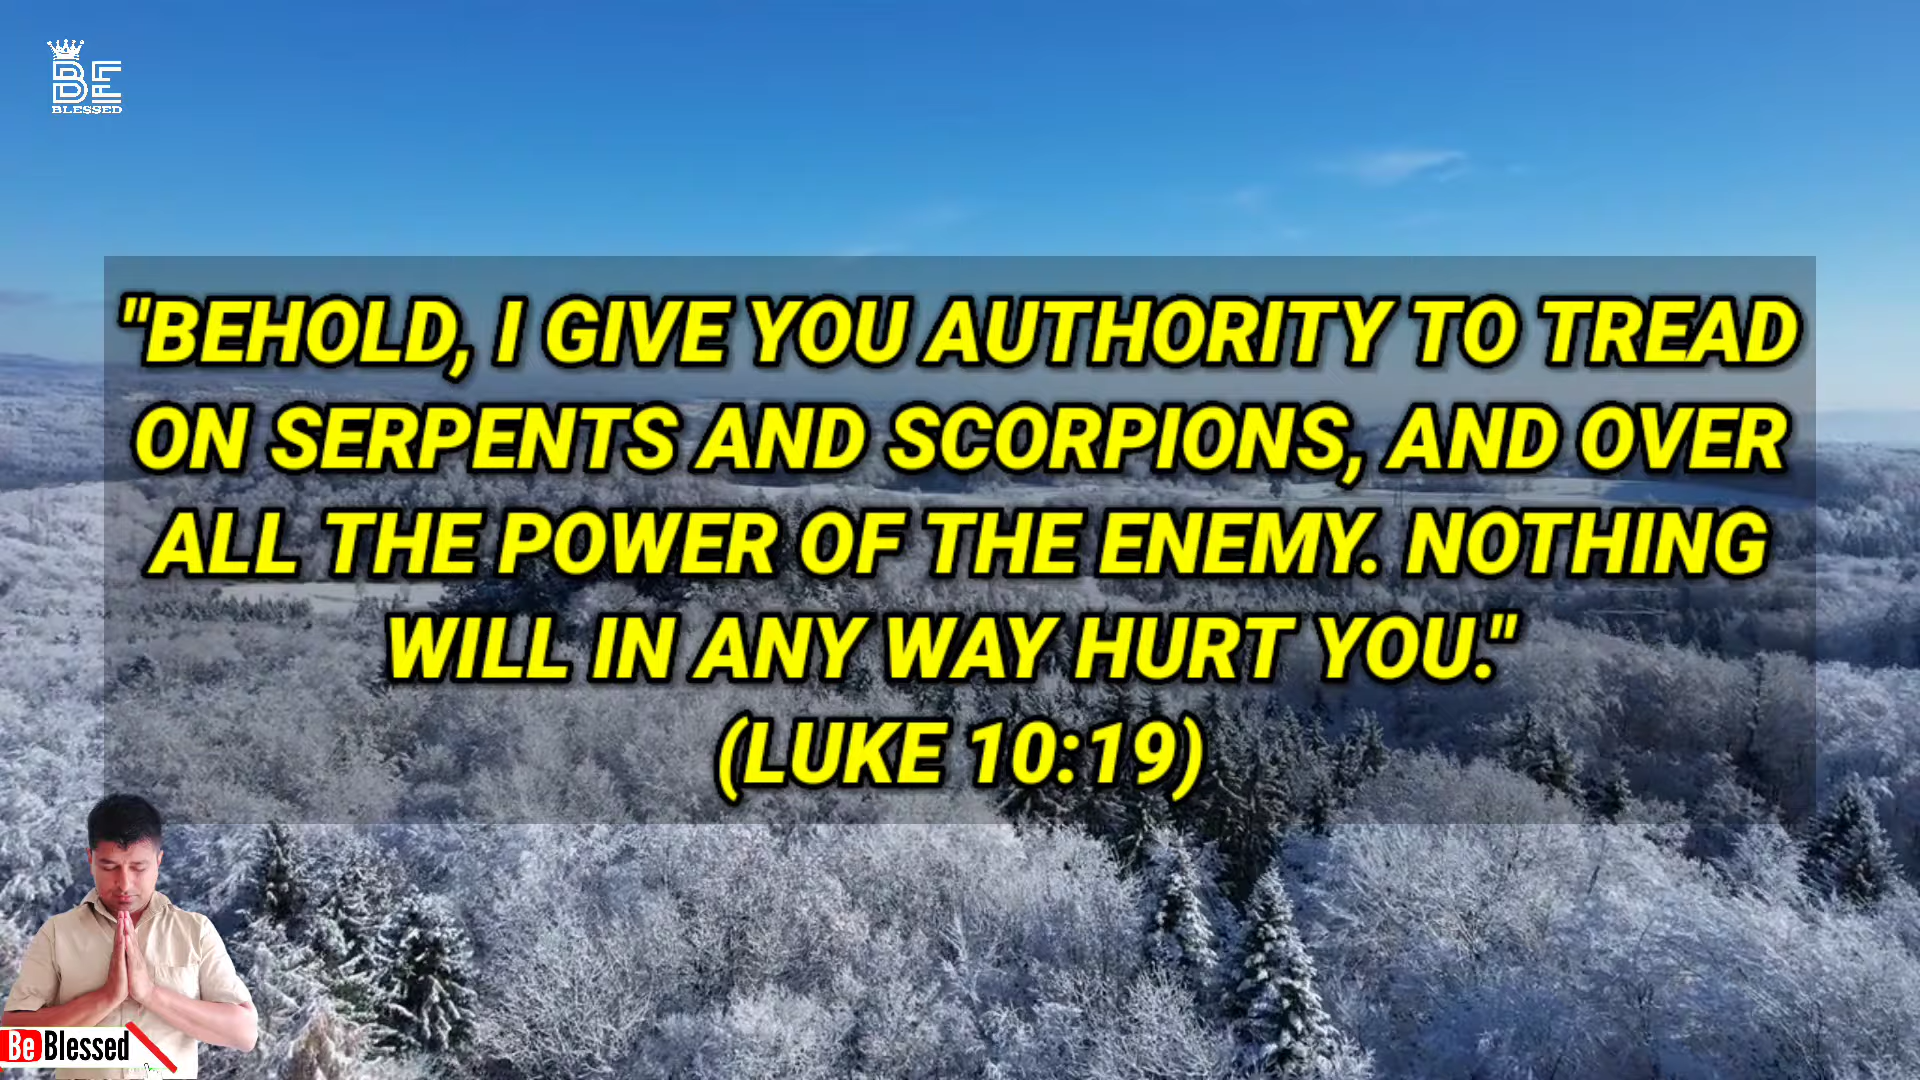 BE
BLESSED
"BEHOLD, I GIVE YOU AUTHORITY TO TREAD
ON SERPENTS AND SCORPIONS, AND OVER
ALL THE POWER OF THE ENEMY. NOTHING
WILL IN ANY WAY HURT YOU."
(LUKE 10:19)
Be Blessed